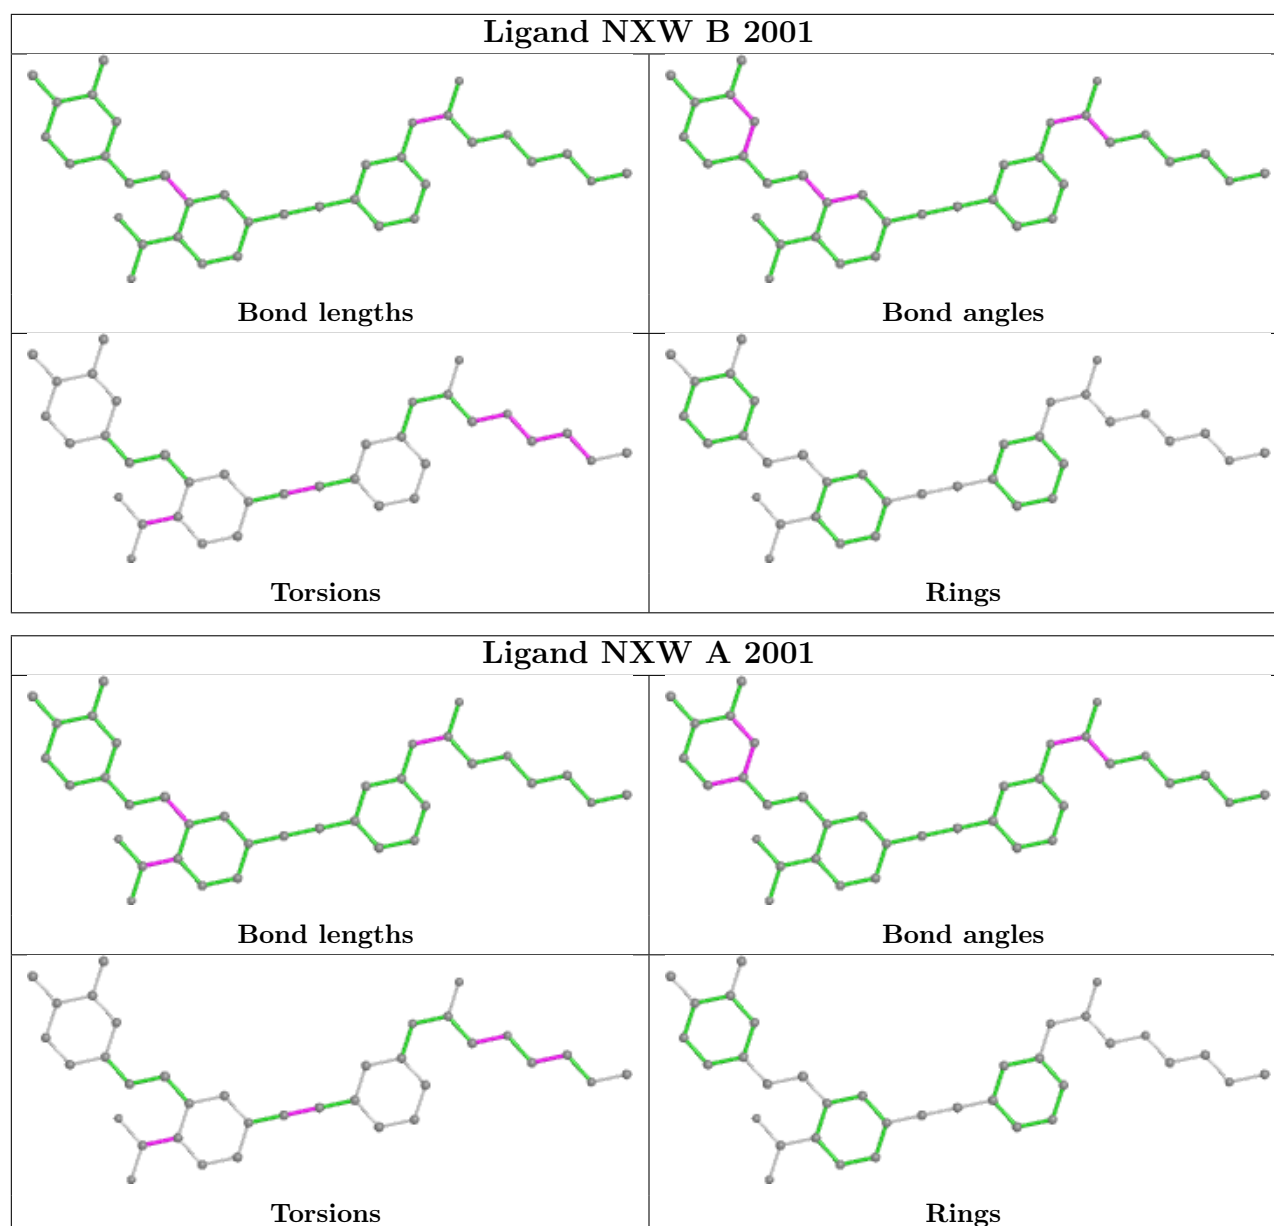 Ligand NXW B 2001
Bond lengths
Bond angles
Torsions
Rings
Ligand NXW A 2001
Bond lengths
Bond angles
Torsions
Rings